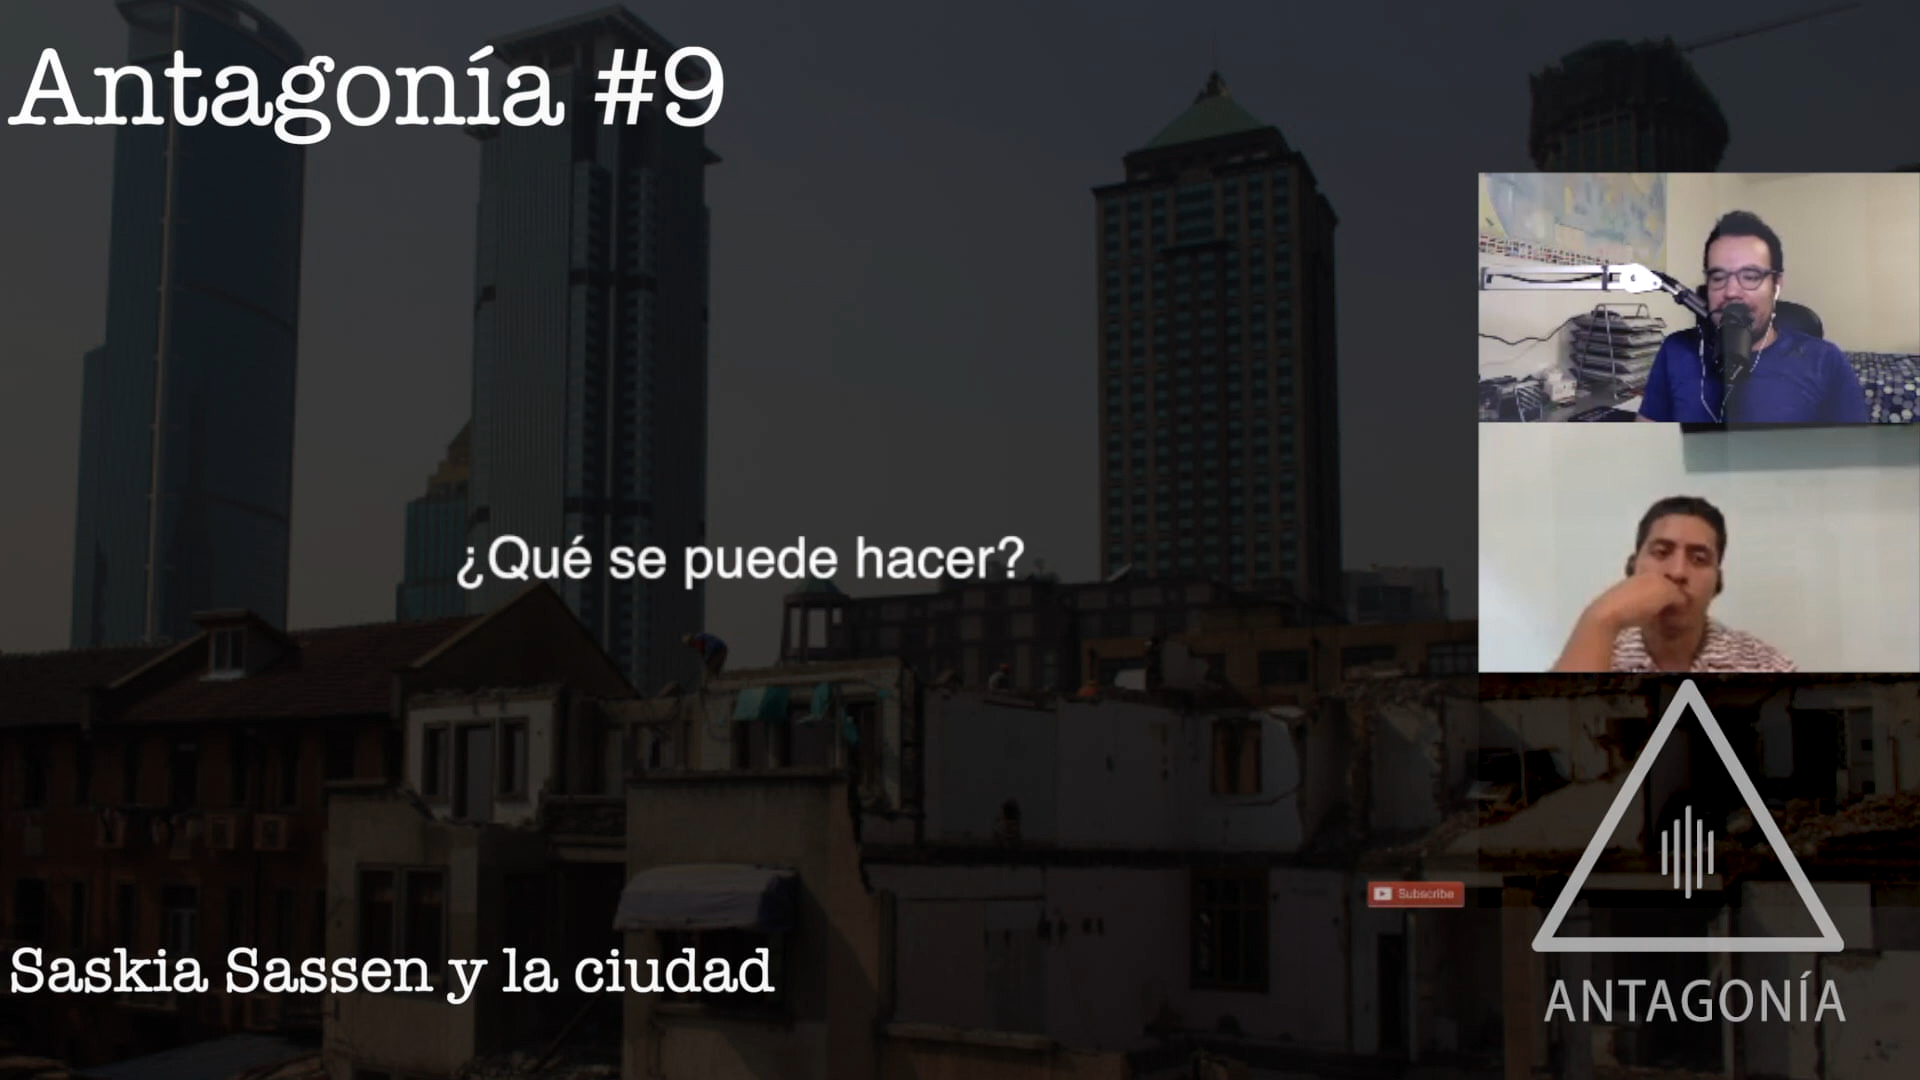 Antagonía #9
¿Qué se puede hacer?
Subscribe
Saskia Sassen y la ciudad
ANTAGONÍA